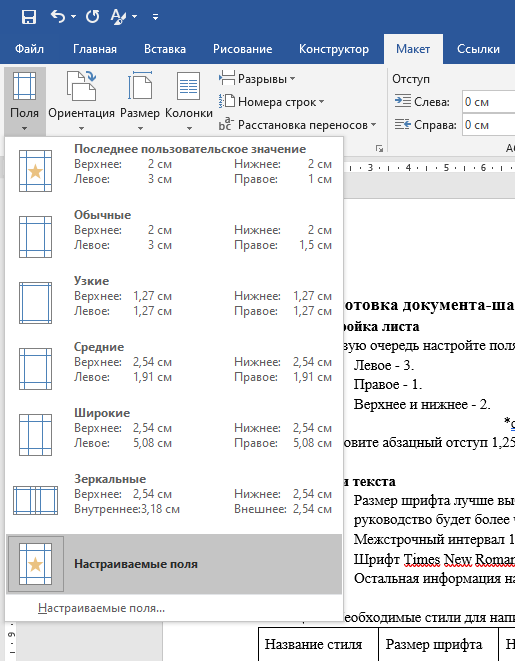 Файл Главная Вставка Рисование Конструктор Макет Ссылки
Поля Ориентация Размер Колонки
Разрывы
Номера строк
Расстановка переносов
Отступ
Слева: 0 см
Справа: 0 см
Последнее пользовательское значение
Верхнее: 2 см Нижнее: 2 см
Левое: 3 см Правое: 1 см
Обычные
Верхнее: 2 см Нижнее: 2 см
Левое: 3 см Правое: 1,5 см
Узкие
Верхнее: 1,27 см Нижнее: 1,27 см
Левое: 1,27 см Правое: 1,27 см
Средние
Верхнее: 2,54 см Нижнее: 2,54 см
Левое: 1,91 см Правое: 1,91 см
Широкие
Верхнее: 2,54 см Нижнее: 2,54 см
Левое: 5,08 см Правое: 5,08 см
Зеркальные
Верхнее: 2,54 см Нижнее: 2,54 см
Внутреннее: 3,18 см Внешнее: 2,54 см
Настраиваемые поля
Настраиваемые поля...
3 4 5 6
отовка документа-ша
ройка листа
вую очередь настройте поля
Левое - 3.
Правое - 1.
Верхнее и нижнее - 2.
овите абзацный отступ 1,25
и текста
Размер шрифта лучше вы
руководство будет более
Межстрочный интервал 1
Шрифт Times New Roman
Остальная информация на
еобходимые стили для напи
Название стиля Размер шрифта Н
9